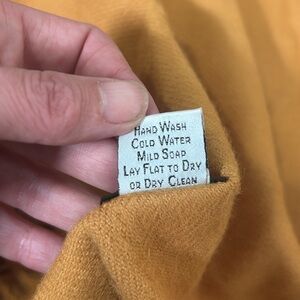 Hand Wash
Cold Water
Mild Soap
Lay Flat to Dry
or Dry Clean